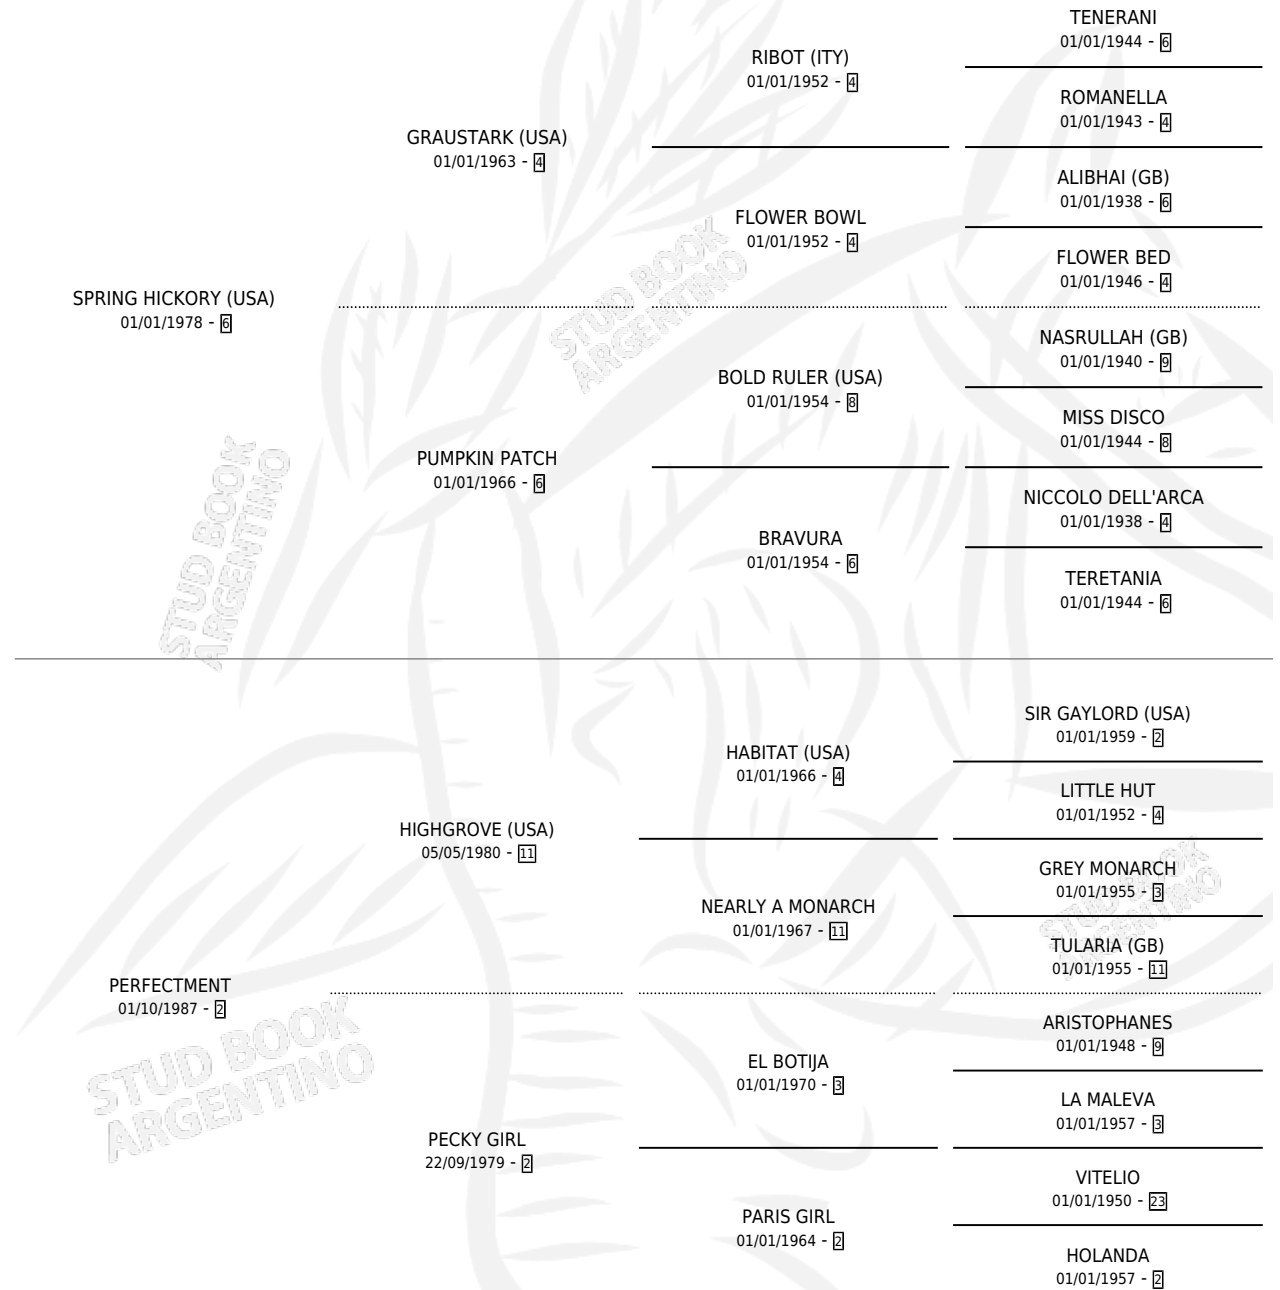 TENERANI
01/01/1944 - 6
RIBOT (ITY)
01/01/1952 - 4
ROMANELLA
01/01/1943 - 4
GRAUSTARK (USA)
01/01/1963 - 4
ALIBHAI (GB)
01/01/1938 - 6
FLOWER BOWL
01/01/1952 - 4
FLOWER BED
01/01/1946 - 4
SPRING HICKORY (USA)
01/01/1978 - 6
NASRULLAH (GB)
01/01/1940 - 9
BOLD RULER (USA)
01/01/1954 - 8
MISS DISCO
01/01/1944 - 8
PUMPKIN PATCH
01/01/1966 - 6
NICCOLO DELL'ARCA
01/01/1938 - 4
BRAVURA
01/01/1954 - 6
TERETANIA
01/01/1944 - 6
SIR GAYLORD (USA)
01/01/1959 - 2
HABITAT (USA)
01/01/1966 - 4
LITTLE HUT
01/01/1952 - 4
HIGHGROVE (USA)
05/05/1980 - 11
GREY MONARCH
01/01/1955 - 3
NEARLY A MONARCH
01/01/1967 - 11
TULARIA (GB)
01/01/1955 - 11
PERFECTMENT
01/10/1987 - 2
ARISTOPHANES
01/01/1948 - 9
EL BOTIJA
01/01/1970 - 3
LA MALEVA
01/01/1957 - 3
PECKY GIRL
22/09/1979 - 2
VITELIO
01/01/1950 - 23
PARIS GIRL
01/01/1964 - 2
HOLANDA
01/01/1957 - 2
STUD BOOK
ARGENTINO
STUD BOOK
ARGENTINO
STUD BOOK
ARGENTINO
STUD BOOK
ARGENTINO